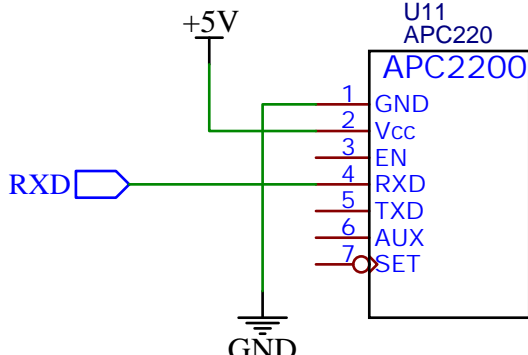 U11
APC220
+5V
APC2200
1 GND
2 Vcc
3 EN
RXD 4 RXD
5 TXD
6 AUX
7 SET
GND